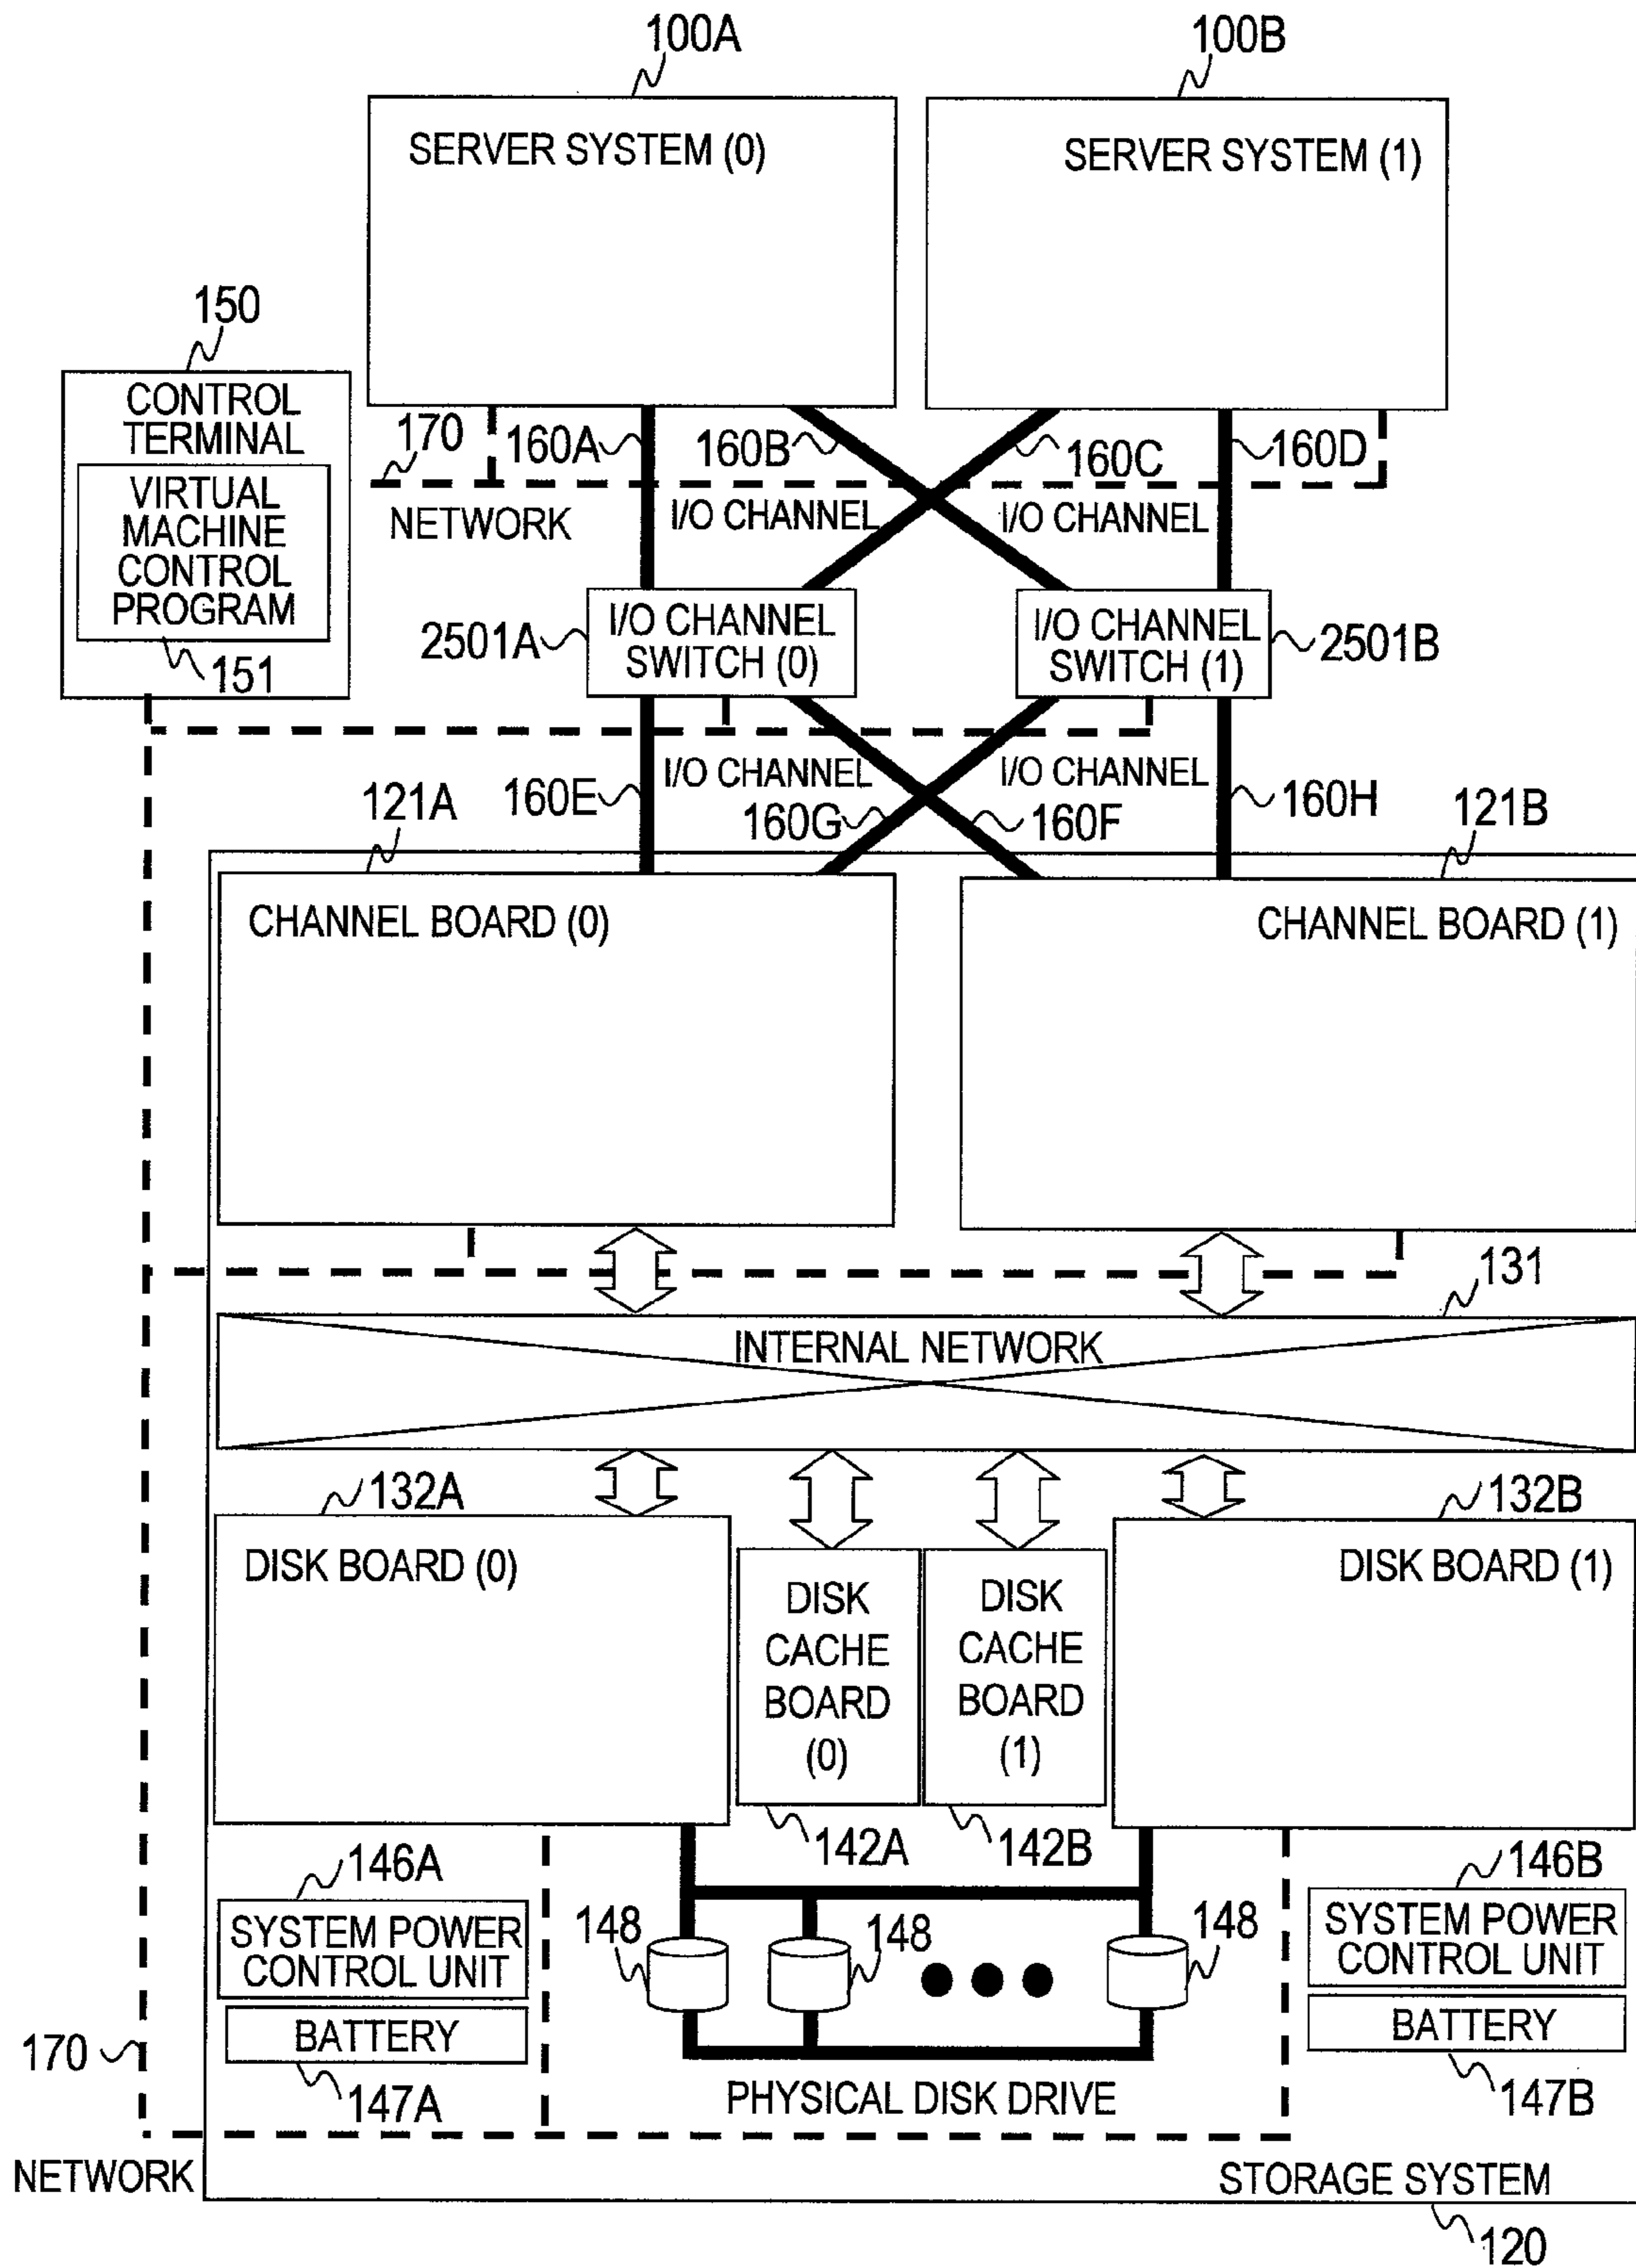 100A
100B
SERVER SYSTEM (0)
SERVER SYSTEM (1)
150
CONTROL
TERMINAL
VIRTUAL
MACHINE
CONTROL
PROGRAM
151
170
160A
160B
160C
160D
NETWORK
I/O CHANNEL
I/O CHANNEL
2501A
I/O CHANNEL
SWITCH (0)
I/O CHANNEL
SWITCH (1)
2501B
I/O CHANNEL
I/O CHANNEL
121A
160E
160G
160F
160H
121B
CHANNEL BOARD (0)
CHANNEL BOARD (1)
131
INTERNAL NETWORK
132A
132B
DISK BOARD (0)
DISK
CACHE
BOARD
(0)
DISK
CACHE
BOARD
(1)
DISK BOARD (1)
142A
142B
146A
146B
SYSTEM POWER
CONTROL UNIT
148
148
148
SYSTEM POWER
CONTROL UNIT
BATTERY
BATTERY
170
147A
PHYSICAL DISK DRIVE
147B
NETWORK
STORAGE SYSTEM
120